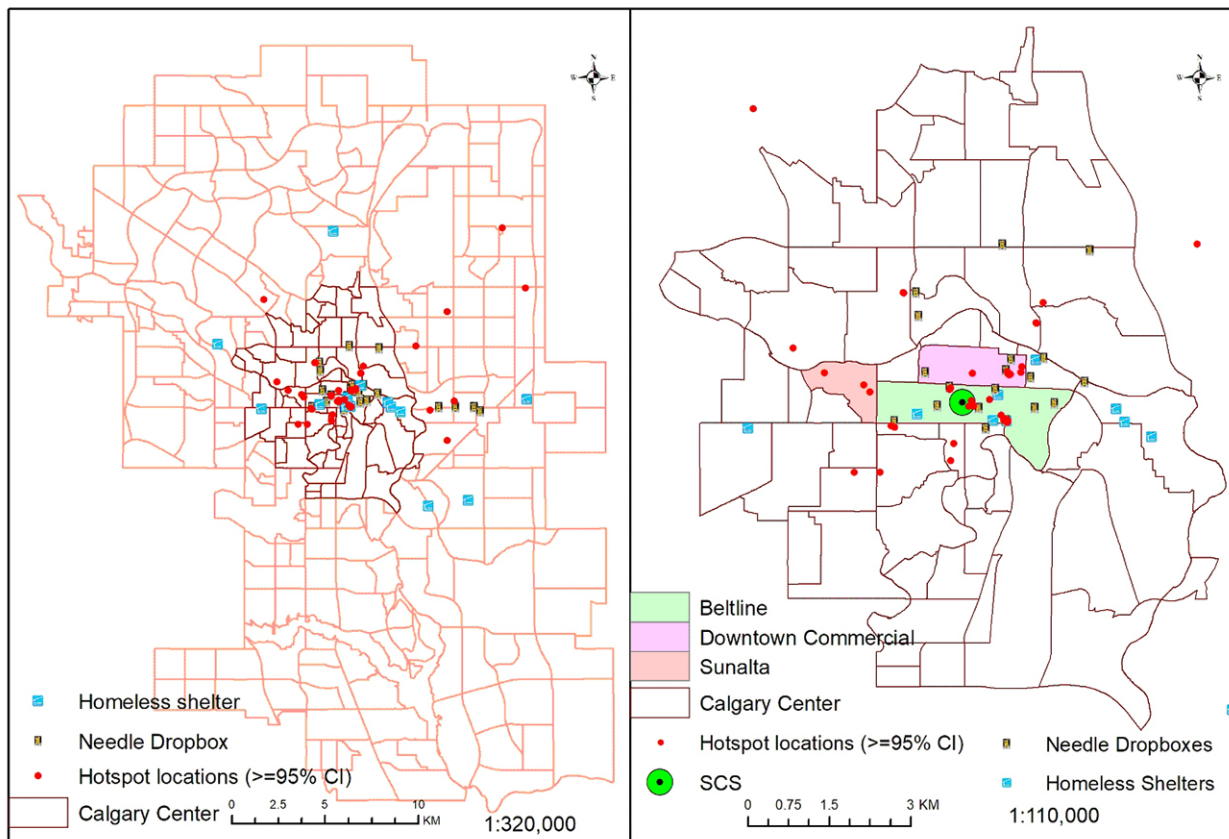 N
W E
S
Homeless shelter
Needle Dropbox
Hotspot locations (>=95% CI)
Calgary Center
0 2.5 5 10
KM
1:320,000
N
W E
S
Beltline
Downtown Commercial
Sunalta
Calgary Center
Hotspot locations (>=95% CI)
Needle Dropboxes
SCS
Homeless Shelters
0 0.75 1.5 3 KM
1:110,000